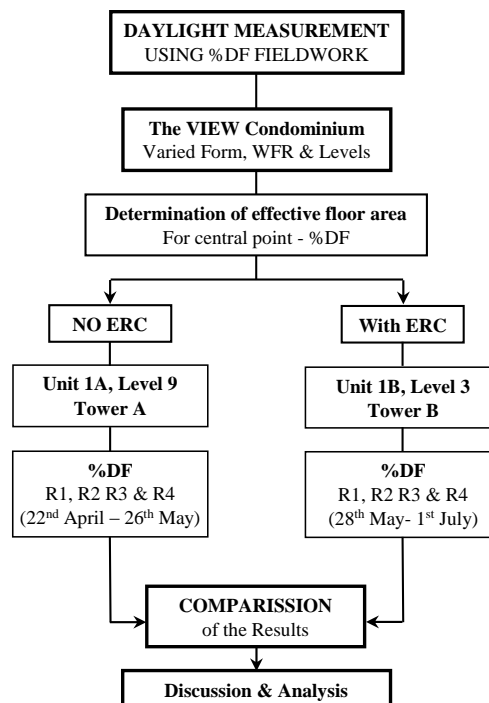 DAYLIGHT MEASUREMENT
USING %DF FIELDWORK
The VIEW Condominium
Varied Form, WFR & Levels
Determination of effective floor area
For central point - %DF
NO ERC
With ERC
Unit 1A, Level 9
Tower A
Unit 1B, Level 3
Tower B
%DF
R1, R2 R3 & R4
(22nd April – 26th May)
%DF
R1, R2 R3 & R4
(28th May- 1st July)
COMPARISSION
of the Results
Discussion & Analysis